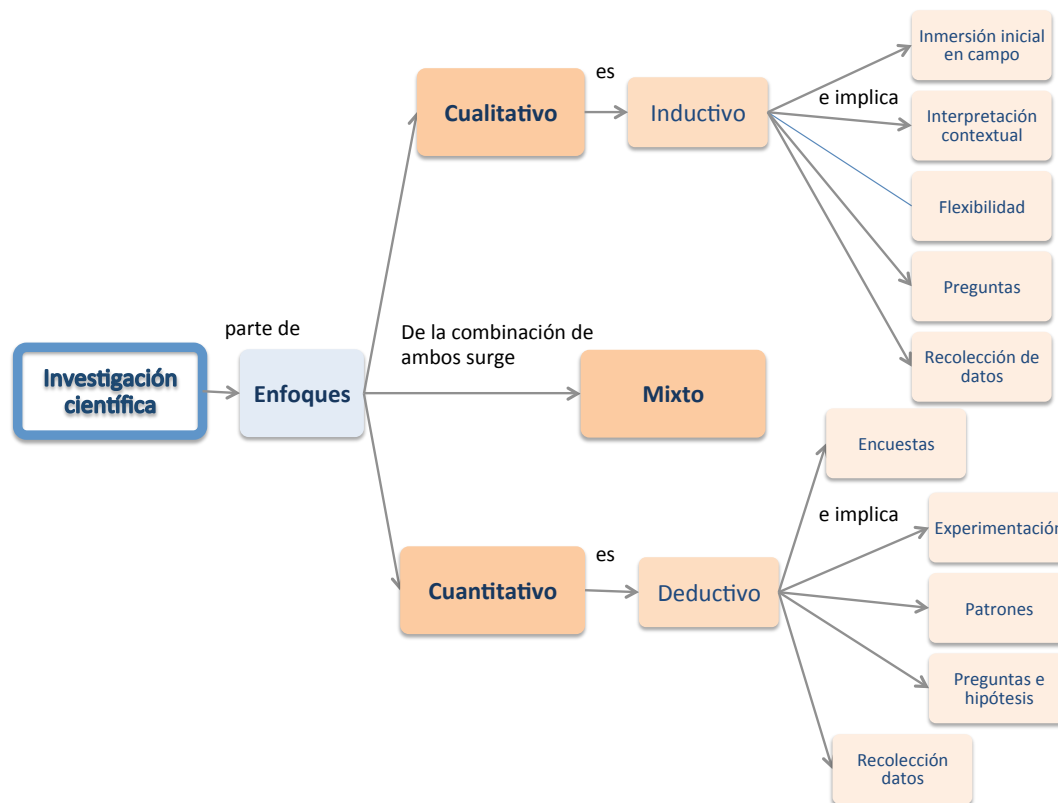 Investigación
científica
parte de
Enfoques
Cualitativo
es
Inductivo
e implica
Inmersión inicial
en campo
Interpretación
contextual
Flexibilidad
Preguntas
Recolección de
datos
De la combinación de
ambos surge
Mixto
Cuantitativo
es
Deductivo
e implica
Encuestas
Experimentación
Patrones
Preguntas e
hipótesis
Recolección
datos